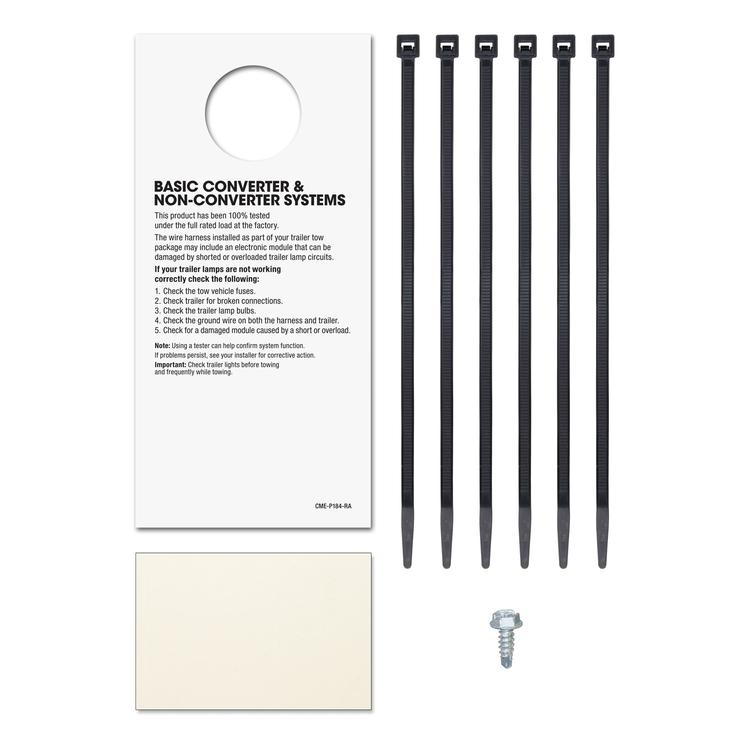 BASIC CONVERTER &
NON-CONVERTER SYSTEMS
This product has been 100% tested
under the full rated load at the factory.
The wire harness installed as part of your trailer tow
package may include an electronic module that can be
damaged by shorted or overloaded trailer lamp circuits.
If your trailer lamps are not working
correctly check the following:
1. Check the tow vehicle fuses.
2. Check trailer for broken connections.
3. Check the trailer lamp bulbs.
4. Check the ground wire on both the harness and trailer.
5. Check for a damaged module caused by a short or overload.
Note: Using a tester can help confirm system function.
If problems persist, see your installer for corrective action.
Important: Check trailer lights before towing
and frequently while towing.
CME-P184-RA